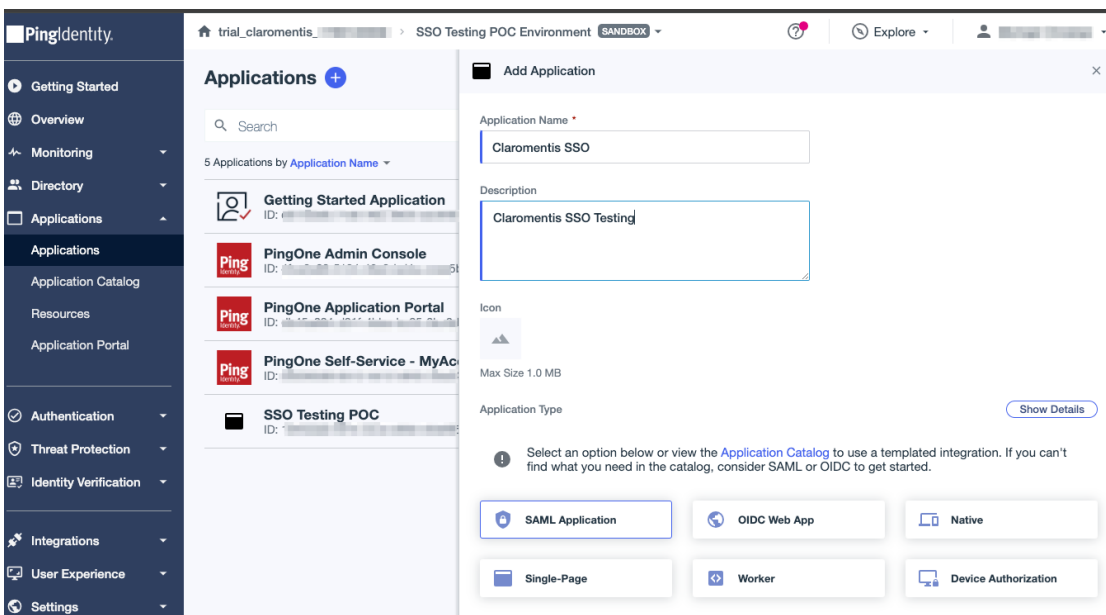 PingIdentity.
trial_claromentis_ > SSO Testing POC Environment SANDBOX
Explore
Getting Started
Overview
Monitoring
Directory
Applications
Applications
Application Catalog
Resources
Application Portal
Authentication
Threat Protection
Identity Verification
Integrations
User Experience
Settings
Applications
Search
5 Applications by Application Name
Getting Started Application
ID:
Ping
Identity.
PingOne Admin Console
ID:
Ping
Identity.
PingOne Application Portal
ID:
Ping
Identity.
PingOne Self-Service - MyAc
ID:
SSO Testing POC
ID:
Add Application
Application Name *
Claromentis SSO
Description
Claromentis SSO Testing
Icon
Max Size 1.0 MB
Application Type
Show Details
Select an option below or view the Application Catalog to use a templated integration. If you can't
find what you need in the catalog, consider SAML or OIDC to get started.
SAML Application
OIDC Web App
Native
Single-Page
Worker
Device Authorization